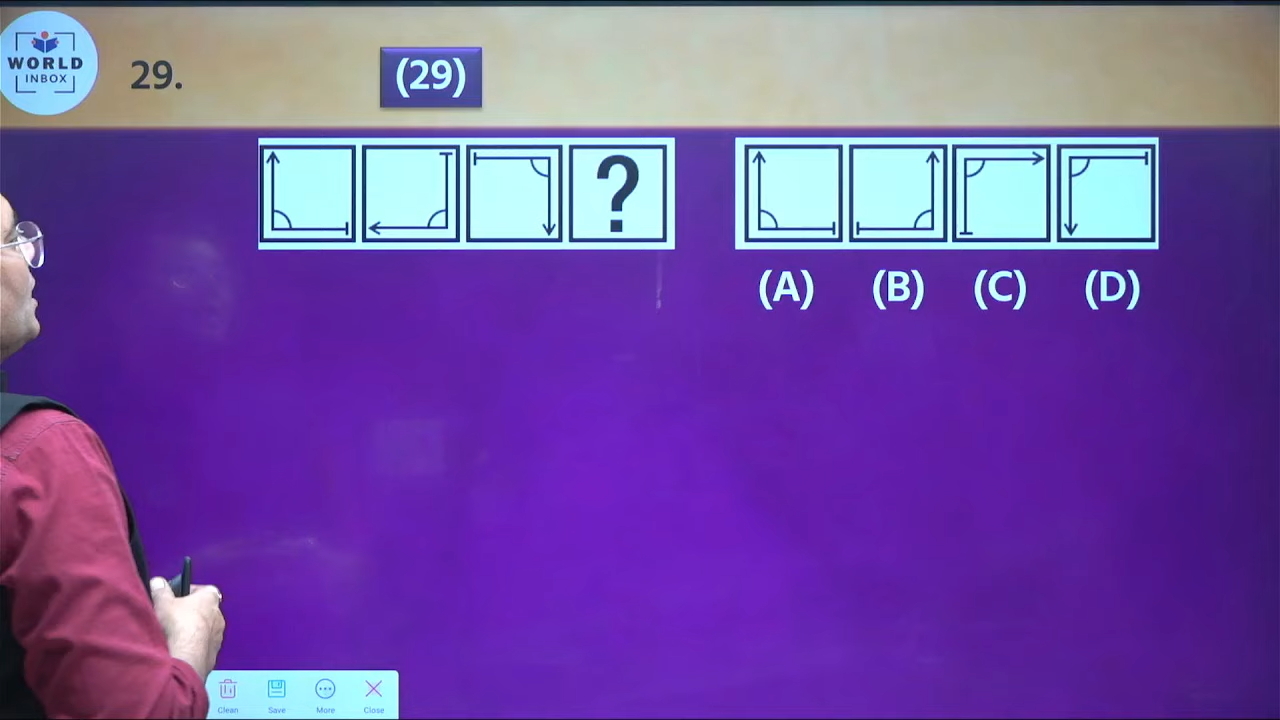 WORLD
INBOX
29.
(29)
?
(A) (B) (C) (D)
Clean Save More Close